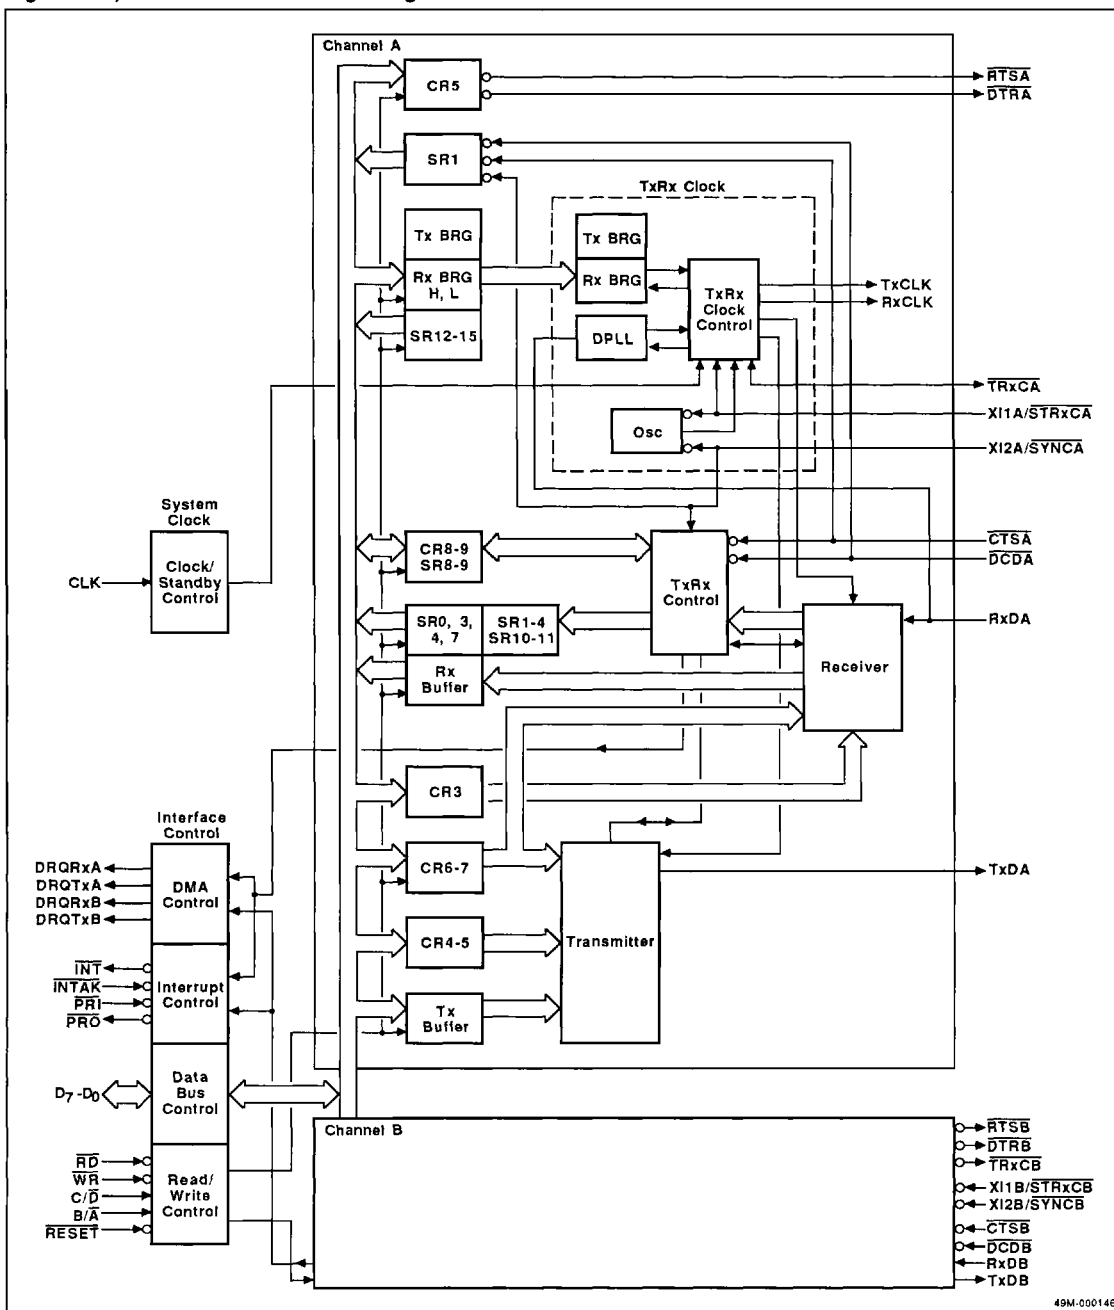 Channel A
CR5
RTSA
DTRA
SR1
TxRx Clock
Tx BRG
Rx BRG
H, L
SR12-15
Tx BRG
Rx BRG
DPLL
TxRx
Clock
Control
Osc
TxCLK
RxCLK
TRxCA
XI1A/STRxCA
XI2A/SYNCA
System
Clock
CLK
Clock/
Standby
Control
CR8-9
SR8-9
SR0, 3,
4, 7
SR1-4
SR10-11
Rx
Buffer
TxRx
Control
Receiver
CTSA
DCDA
RxDA
CR3
CR6-7
CR4-5
Tx
Buffer
Transmitter
TxDA
Interface
Control
DRQRxA
DRQTxA
DRQRxB
DRQTxB
DMA
Control
INT
INTAK
PRI
PRO
Interrupt
Control
D7-D0
Data
Bus
Control
RD
WR
C/D
B/A
RESET
Read/
Write
Control
Channel B
RTSB
DTRB
TRxCB
XI1B/STRxCB
XI2B/SYNCB
CTSB
DCDB
RxDB
TxDB
49M-000146